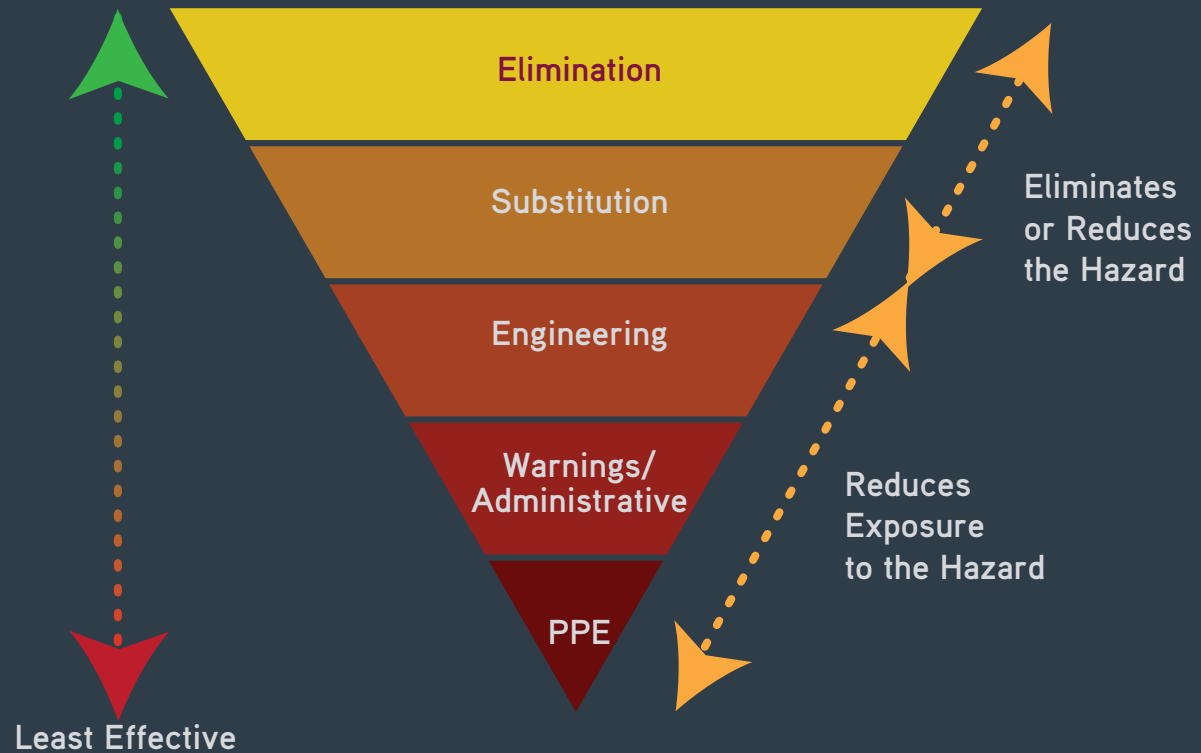 Elimination
Substitution
Engineering
Warnings/
Administrative
PPE
Eliminates
or Reduces
the Hazard
Reduces
Exposure
to the Hazard
Least Effective